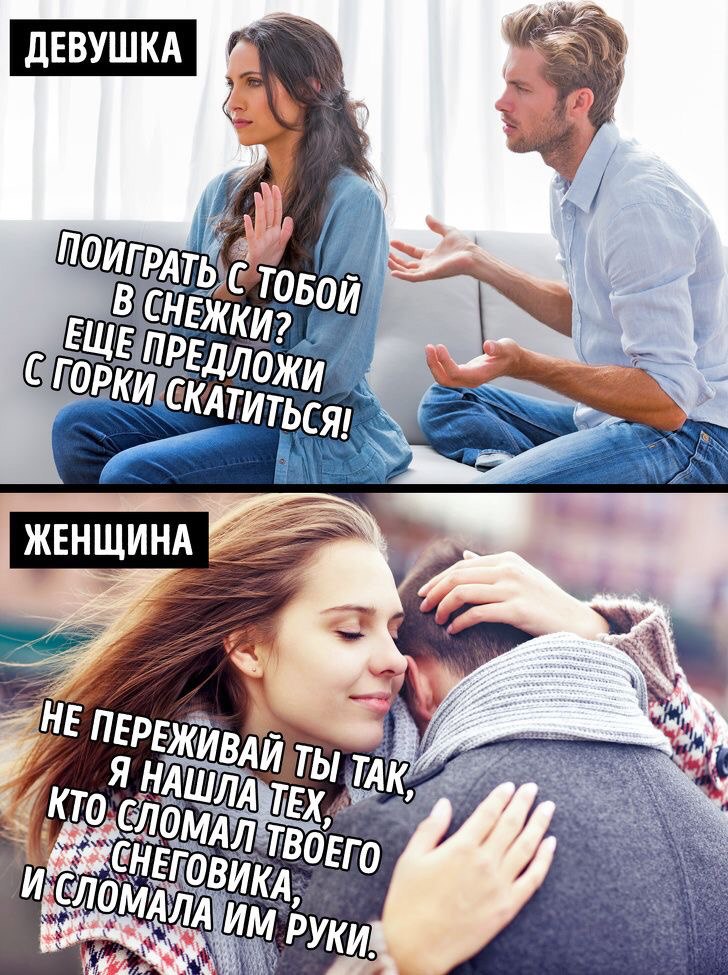 ДЕВУШКА
ПОИГРАТЬ С ТОБОЙ
В СНЕЖКИ?
ЕЩЕ ПРЕДЛОЖИ
С ГОРКИ СКАТИТЬСЯ!
ЖЕНЩИНА
НЕ ПЕРЕЖИВАЙ ТЫ ТАК,
Я НАШЛА ТЕХ,
КТО СЛОМАЛ ТВОЕГО
СНЕГОВИКА,
И СЛОМАЛА ИМ РУКИ.